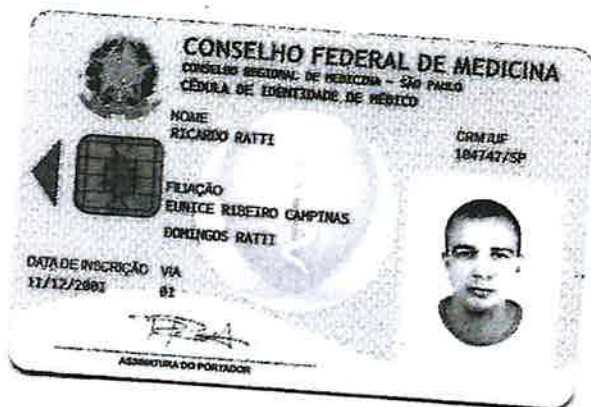 CONSELHO FEDERAL DE MEDICINA
CONSELHO REGIONAL DE MEDICINA - SÃO PAULO
CÉDULA DE IDENTIDADE DE MÉDICO
NOME
RICARDO RATTI
CRM/UF
104747/SP
FILIAÇÃO
EUNICE RIBEIRO CAMPINAS
DOMINGOS RATTI
DATA DE INSCRIÇÃO VIA
11/12/2001 01
ASSINATURA DO PORTADOR